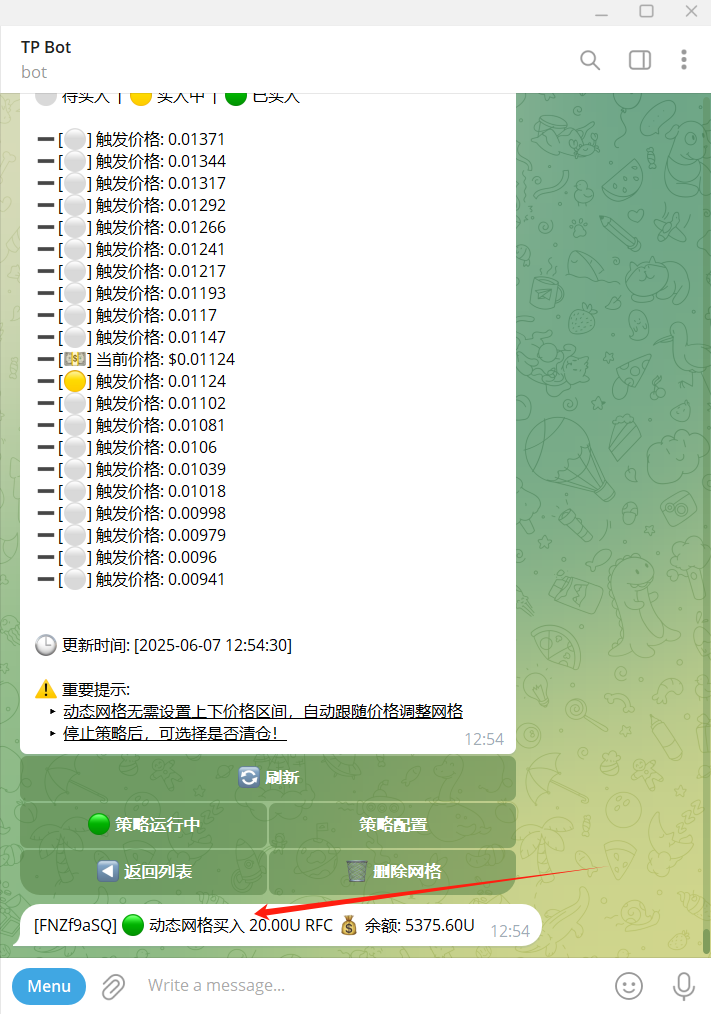 TP Bot
bot
待买入 | 🟡 买入中 | 🟢 已买入
➖[⚪] 触发价格: 0.01371
➖[⚪] 触发价格: 0.01344
➖[⚪] 触发价格: 0.01317
➖[⚪] 触发价格: 0.01292
➖[⚪] 触发价格: 0.01266
➖[⚪] 触发价格: 0.01241
➖[⚪] 触发价格: 0.01217
➖[⚪] 触发价格: 0.01193
➖[⚪] 触发价格: 0.0117
➖[⚪] 触发价格: 0.01147
➖[💵] 当前价格: $0.01124
➖[🟡] 触发价格: 0.01124
➖[⚪] 触发价格: 0.01102
➖[⚪] 触发价格: 0.01081
➖[⚪] 触发价格: 0.0106
➖[⚪] 触发价格: 0.01039
➖[⚪] 触发价格: 0.01018
➖[⚪] 触发价格: 0.00998
➖[⚪] 触发价格: 0.00979
➖[⚪] 触发价格: 0.0096
➖[⚪] 触发价格: 0.00941
🕒 更新时间: [2025-06-07 12:54:30]
⚠️ 重要提示:
‣ 动态网格无需设置上下价格区间，自动跟随价格调整网格
‣ 停止策略后，可选择是否清仓！
12:54
🔄 刷新
🟢 策略运行中
策略配置
◀️ 返回列表
🗑 删除网格
[FNZf9aSQ] 🟢 动态网格买入 20.00U RFC 💰 余额: 5375.60U
12:54
Menu
Write a message...